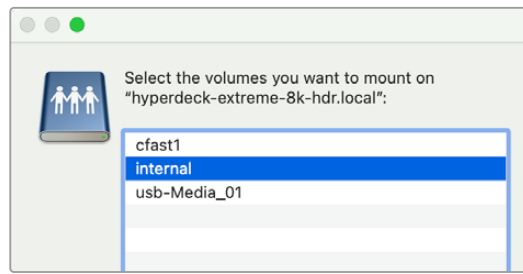 Select the volumes you want to mount on
“hyperdeck-extreme-8k-hdr.local”:
cfast1
internal
usb-Media_01